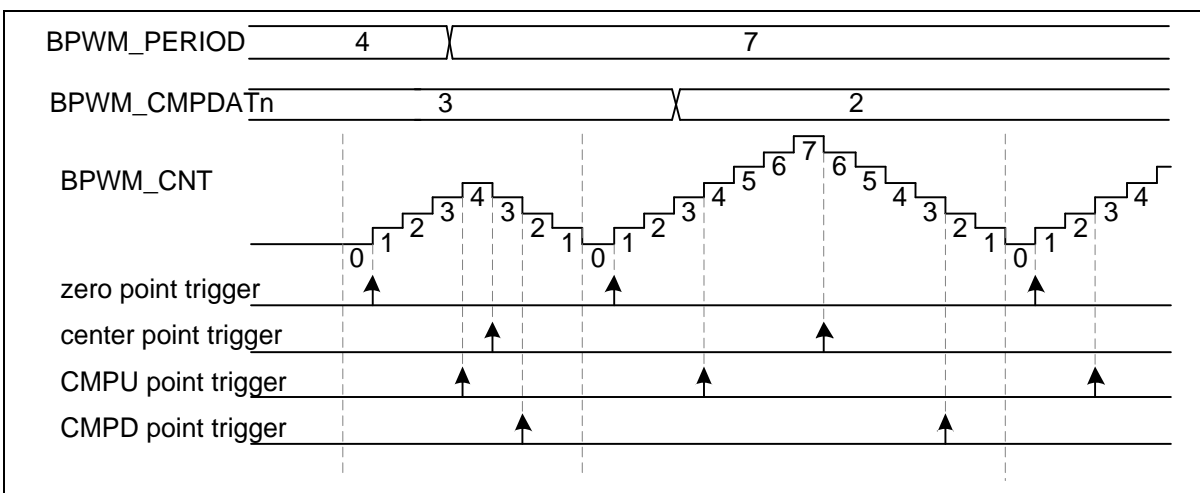 BPWM_PERIOD 4 7
BPWM_CMPDATn 3 2
BPWM_CNT 0 1 2 3 4 3 2 1 0 1 2 3 4 5 6 7 6 5 4 3 2 1 0 1 2 3 4
zero point trigger
center point trigger
CMPU point trigger
CMPD point trigger